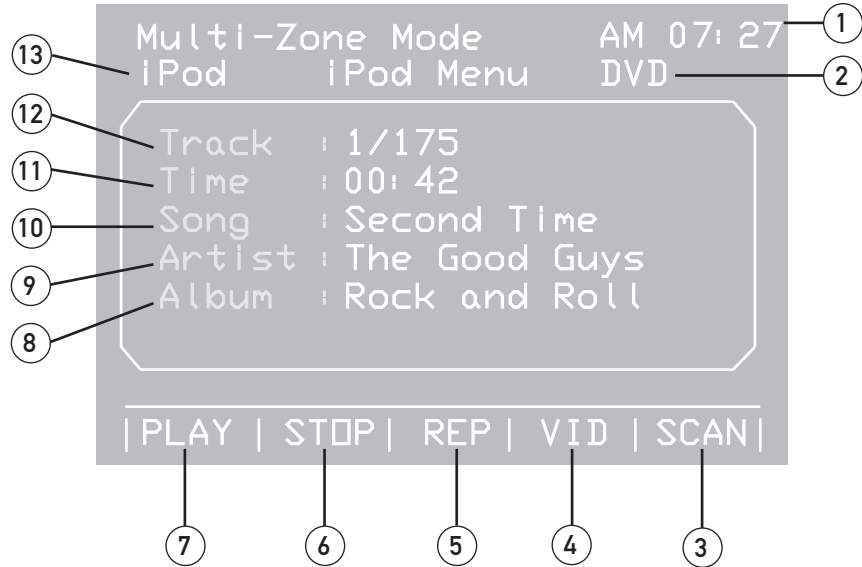 Multi-Zone Mode AM 07:27 1
13 iPod iPod Menu DVD 2
12 Track : 1/175
11 Time : 00:42
10 Song : Second Time
9 Artist : The Good Guys
8 Album : Rock and Roll
|PLAY | STOP| REP| VID | SCAN|
7 6 5 4 3